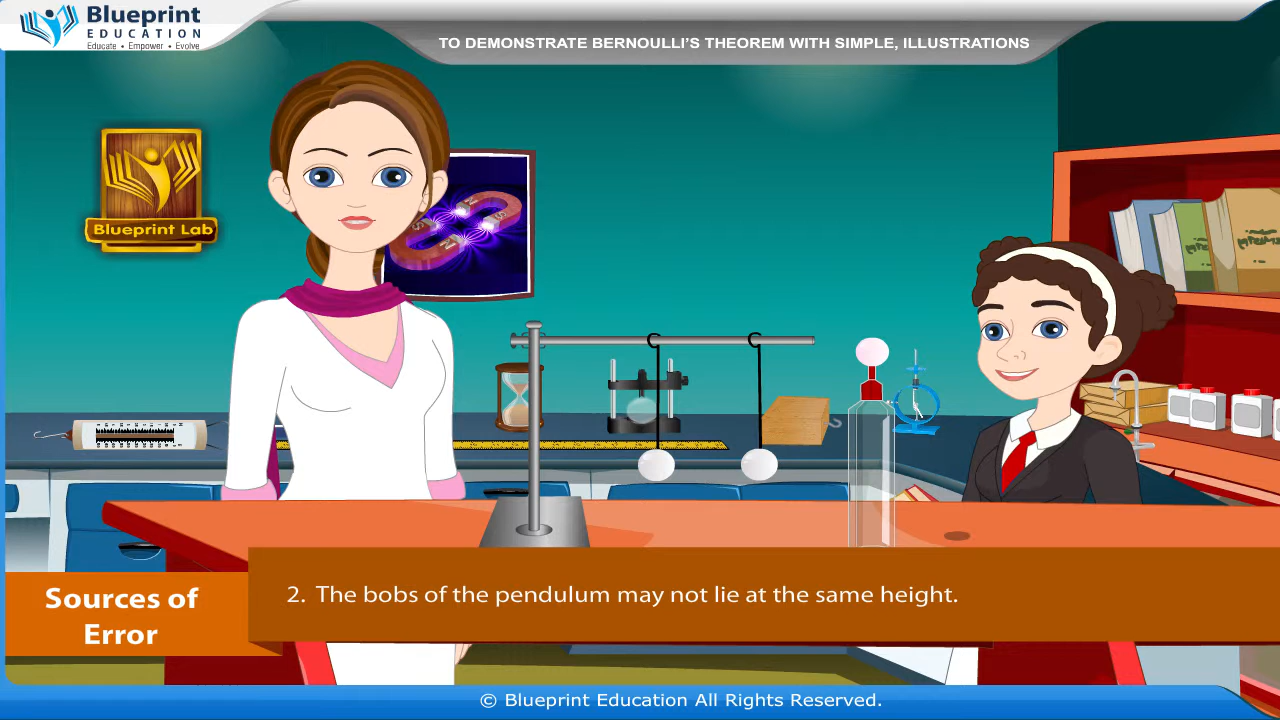 Blueprint
EDUCATION
Educate • Empower • Evolve
TO DEMONSTRATE BERNOULLI'S THEOREM WITH SIMPLE, ILLUSTRATIONS
Blueprint Lab
N
S
S
N
Sources of
Error
2. The bobs of the pendulum may not lie at the same height.
© Blueprint Education All Rights Reserved.